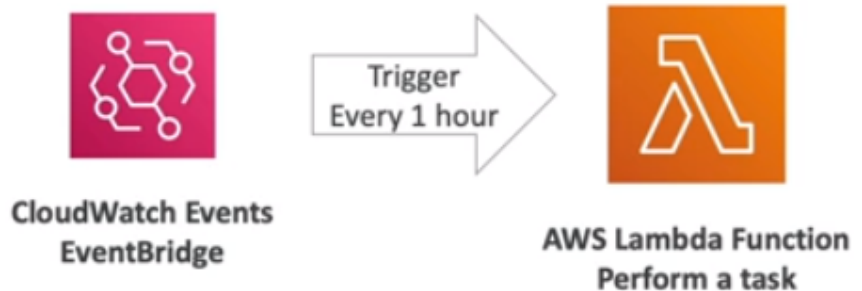 Trigger
Every 1 hour
CloudWatch Events
EventBridge
AWS Lambda Function
Perform a task